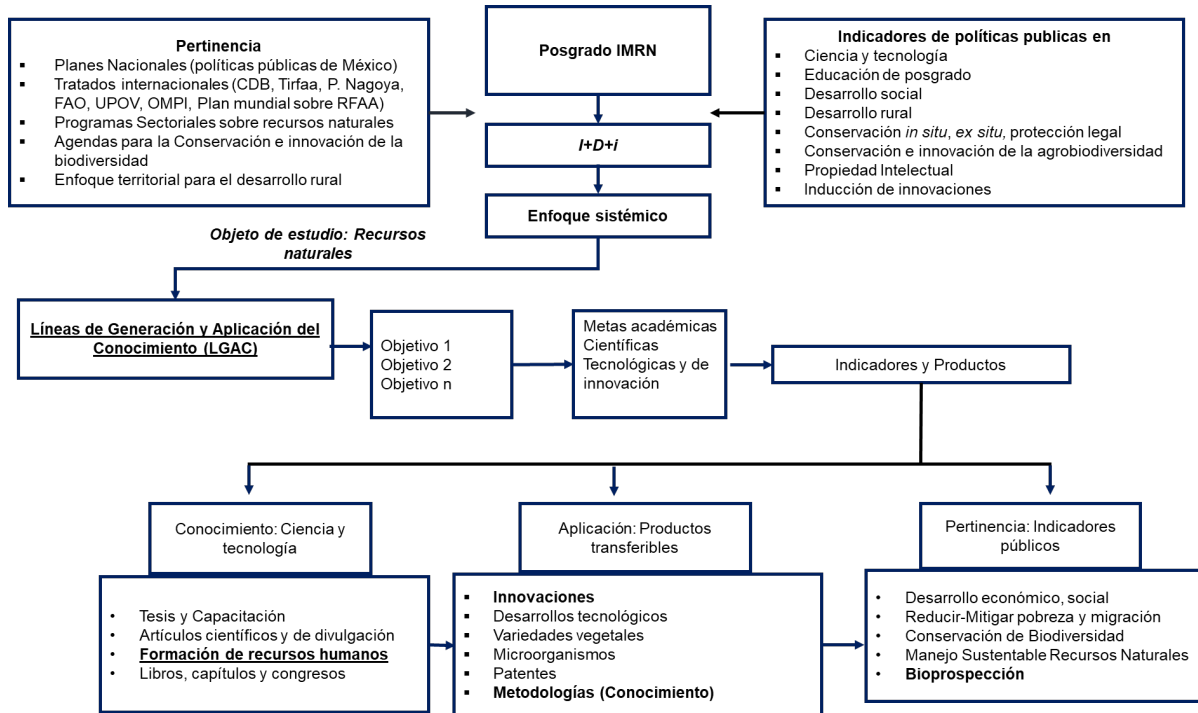 Pertinencia
▪ Planes Nacionales (políticas públicas de México)
▪ Tratados internacionales (CDB, Tirfaa, P. Nagoya,
FAO, UPOV, OMPI, Plan mundial sobre RFAA)
▪ Programas Sectoriales sobre recursos naturales
▪ Agendas para la Conservación e innovación de la
biodiversidad
▪ Enfoque territorial para el desarrollo rural
Posgrado IMRN
I+D+i
Enfoque sistémico
Indicadores de políticas publicas en
▪ Ciencia y tecnología
▪ Educación de posgrado
▪ Desarrollo social
▪ Desarrollo rural
▪ Conservación in situ, ex situ, protección legal
▪ Conservación e innovación de la agrobiodiversidad
▪ Propiedad Intelectual
▪ Inducción de innovaciones
Objeto de estudio: Recursos
naturales
Líneas de Generación y Aplicación del
Conocimiento (LGAC)
Objetivo 1
Objetivo 2
Objetivo n
Metas académicas
Científicas
Tecnológicas y de
innovación
Indicadores y Productos
Conocimiento: Ciencia y
tecnología
• Tesis y Capacitación
• Artículos científicos y de divulgación
• Formación de recursos humanos
• Libros, capítulos y congresos
Aplicación: Productos
transferibles
▪ Innovaciones
▪ Desarrollos tecnológicos
▪ Variedades vegetales
▪ Microorganismos
▪ Patentes
▪ Metodologías (Conocimiento)
Pertinencia: Indicadores
públicos
• Desarrollo económico, social
• Reducir-Mitigar pobreza y migración
• Conservación de Biodiversidad
• Manejo Sustentable Recursos Naturales
• Bioprospección